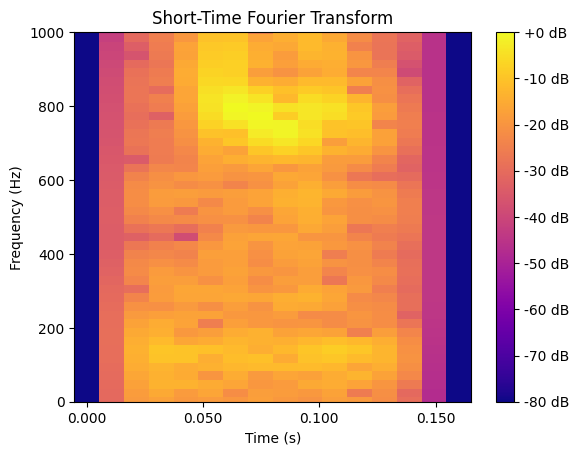 Short-Time Fourier Transform
1000
800
600
400
200
0
Frequency (Hz)
0.000
0.050
0.100
0.150
Time (s)
+0 dB
-10 dB
-20 dB
-30 dB
-40 dB
-50 dB
-60 dB
-70 dB
-80 dB